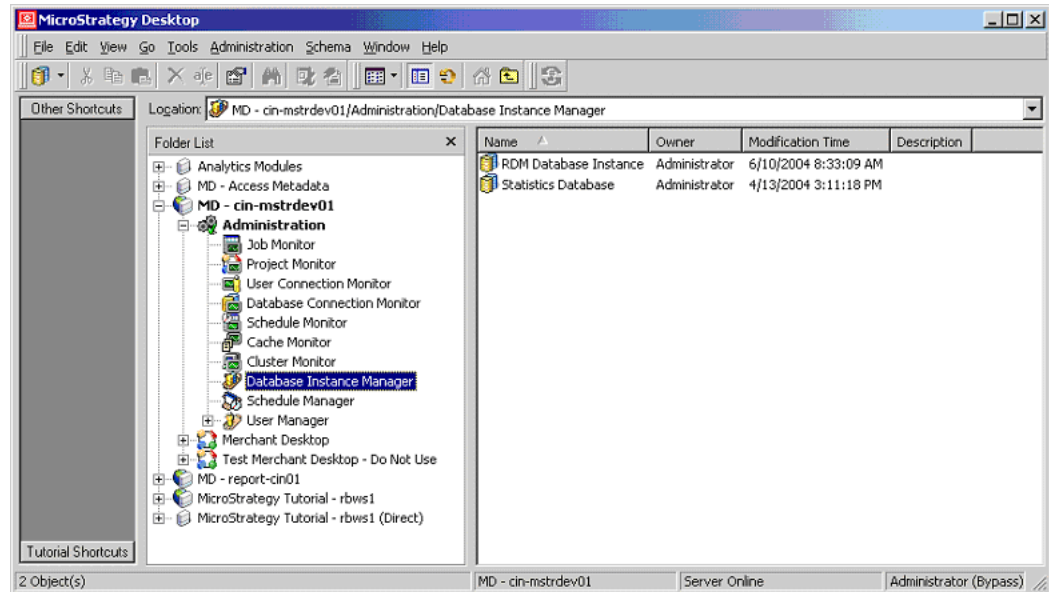 MicroStrategy Desktop
File Edit View Go Tools Administration Schema Window Help
Other Shortcuts
Location: MD - cin-mstrdev01/Administration/Database Instance Manager
Folder List
Analytics Modules
MD - Access Metadata
MD - cin-mstrdev01
Administration
Job Monitor
Project Monitor
User Connection Monitor
Database Connection Monitor
Schedule Monitor
Cache Monitor
Cluster Monitor
Database Instance Manager
Schedule Manager
User Manager
Merchant Desktop
Test Merchant Desktop - Do Not Use
MD - report-cin01
MicroStrategy Tutorial - rbws1
MicroStrategy Tutorial - rbws1 (Direct)
Tutorial Shortcuts
Name Owner Modification Time Description
RDM Database Instance Administrator 6/10/2004 8:33:09 AM
Statistics Database Administrator 4/13/2004 3:11:18 PM
2 Object(s) MD - cin-mstrdev01 Server Online Administrator (Bypass)